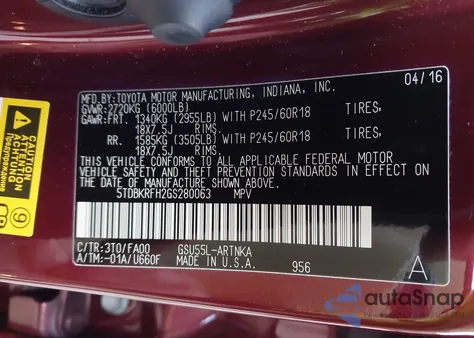 MFD.BY:TOYOTA MOTOR MANUFACTURING, INDIANA, INC.
04/16
GVWR:2720KG (6000LB)
GAWR:FRT. 1340KG (2955LB) WITH P245/60R18 TIRES,
18X7.5J RIMS.
RR. 1585KG (3505LB) WITH P245/60R18 TIRES,
18X7.5J RIMS.
THIS VEHICLE CONFORMS TO ALL APPLICABLE FEDERAL MOTOR
VEHICLE SAFETY AND THEFT PREVENTION STANDARDS IN EFFECT ON
THE DATE OF MANUFACTURE SHOWN ABOVE.
5TDBKRFH2GS280063 MPV
C/TR:3T0/FA00 GSU55L-ARTNKA
A/TM:-01A/U660F MADE IN U.S.A. 956
A
autoSnap